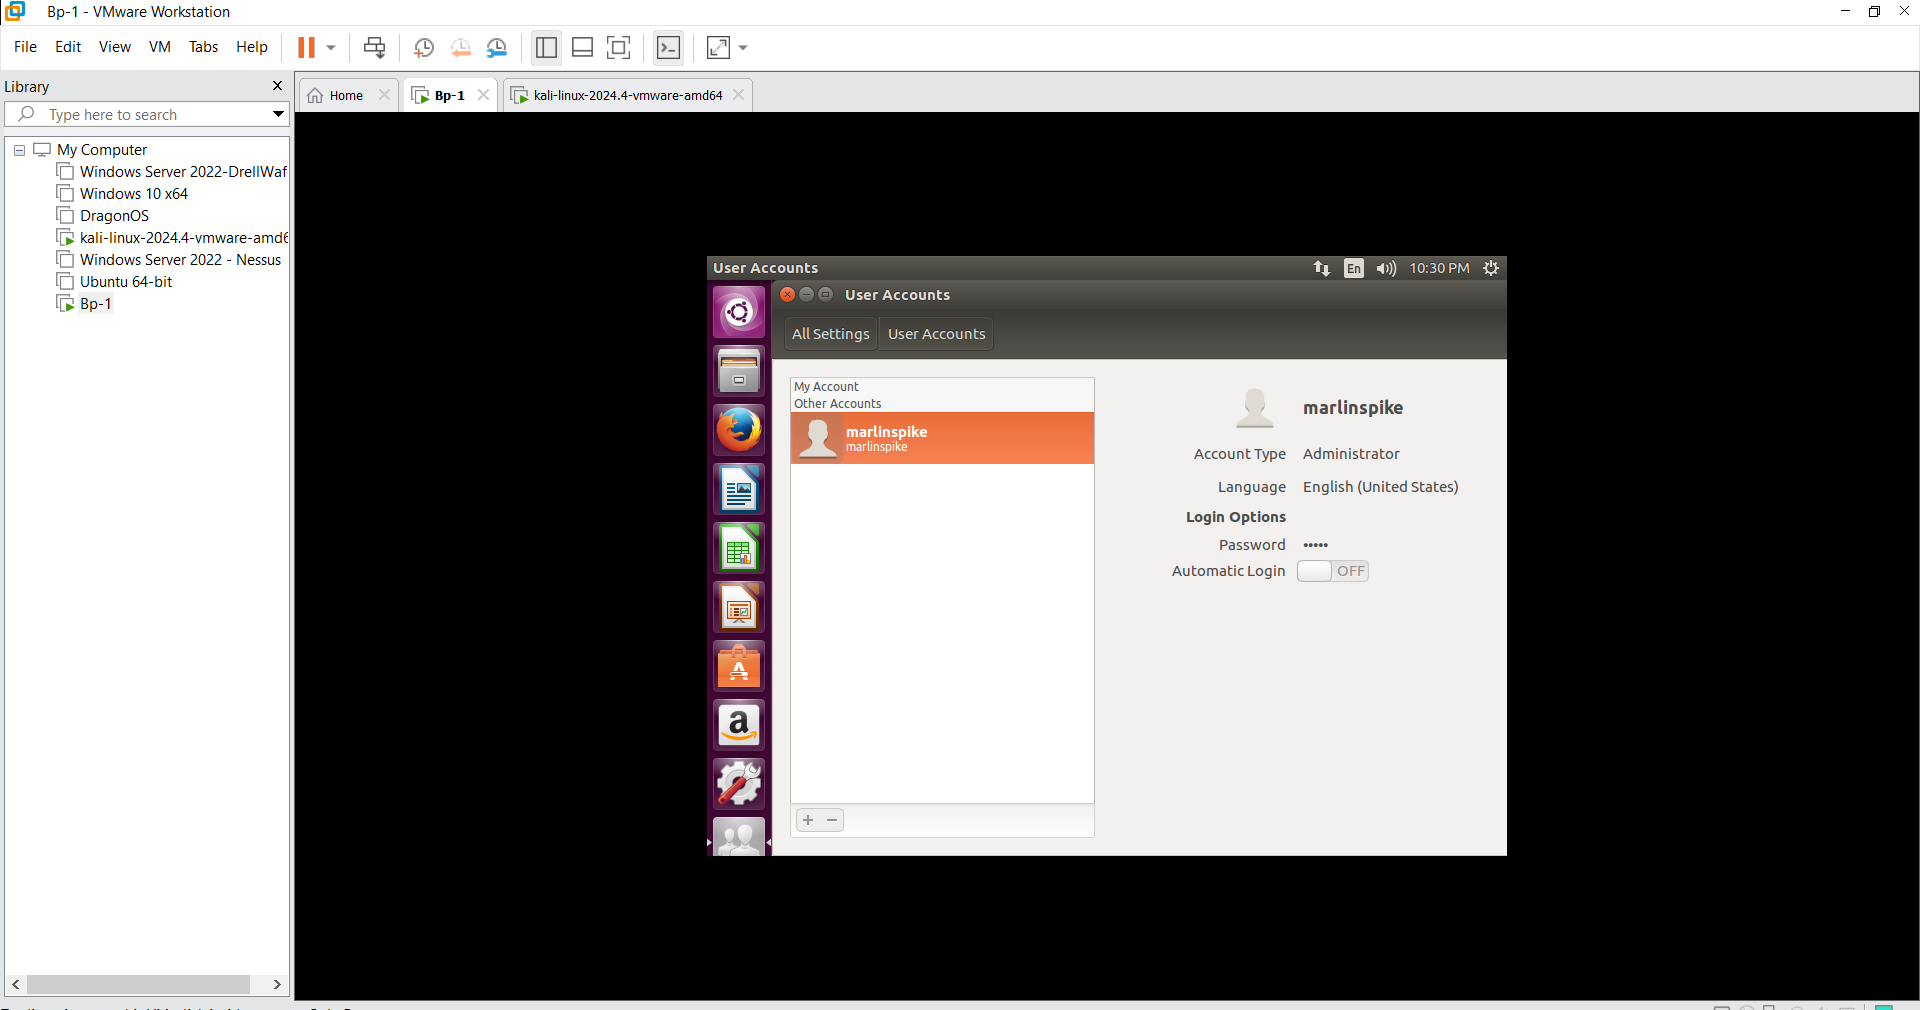 Bp-1 - VMware Workstation
File Edit View VM Tabs Help
Library
Type here to search
My Computer
Windows Server 2022-DrellWaf
Windows 10 x64
DragonOS
kali-linux-2024.4-vmware-amd6
Windows Server 2022 - Nessus
Ubuntu 64-bit
Bp-1
Home
Bp-1
kali-linux-2024.4-vmware-amd64
User Accounts
En
10:30 PM
User Accounts
All Settings
User Accounts
My Account
Other Accounts
marlinspike
marlinspike
marlinspike
Account Type Administrator
Language English (United States)
Login Options
Password •••••
Automatic Login OFF